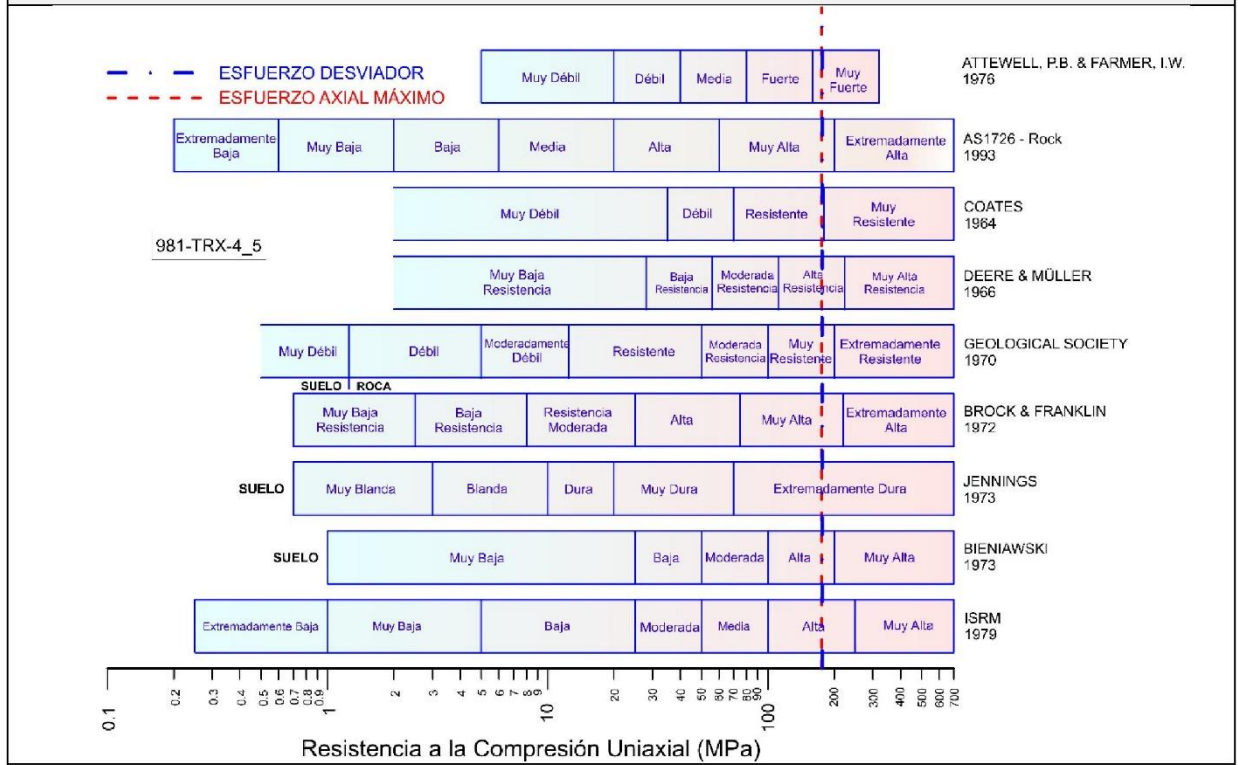 ESFUERZO DESVIADOR
ESFUERZO AXIAL MÁXIMO
Muy Débil
Débil
Media
Fuerte
Muy
Fuerte
ATTEWELL, P.B. & FARMER, I.W.
1976
Extremadamente
Baja
Muy Baja
Baja
Media
Alta
Muy Alta
Extremadamente
Alta
AS1726 - Rock
1993
981-TRX-4_5
Muy Débil
Débil
Resistente
Muy
Resistente
COATES
1964
Muy Baja
Resistencia
Baja
Resistencia
Moderada
Resistencia
Alta
Resistencia
Muy Alta
Resistencia
DEERE & MÜLLER
1966
Muy Débil
Débil
Moderadamente
Débil
Resistente
Moderada
Resistencia
Muy
Resistente
Extremadamente
Resistente
GEOLOGICAL SOCIETY
1970
SUELO ROCA
Muy Baja
Resistencia
Baja
Resistencia
Resistencia
Moderada
Alta
Muy Alta
Extremadamente
Alta
BROCK & FRANKLIN
1972
SUELO
Muy Blanda
Blanda
Dura
Muy Dura
Extremadamente Dura
JENNINGS
1973
SUELO
Muy Baja
Baja
Moderada
Alta
Muy Alta
BIENIAWSKI
1973
Extremadamente Baja
Muy Baja
Baja
Moderada
Media
Alta
Muy Alta
ISRM
1979
0.1 0.2 0.3 0.4 0.5 0.6 0.7 0.8 0.9 1 2 3 4 5 6 7 8 9 10 20 30 40 50 60 70 80 90 100 200 300 400 500 600 700
Resistencia a la Compresión Uniaxial (MPa)